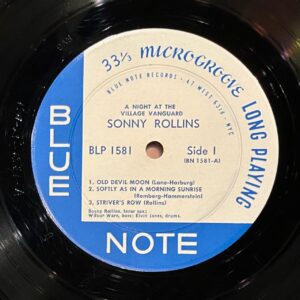 33⅓ MICROGROOVE LONG PLAYING
BLUE NOTE RECORDS · 47 WEST 63rd · NYC
A NIGHT AT THE
VILLAGE VANGUARD
SONNY ROLLINS
BLP 1581 Side 1
(BN 1581-A)
1. OLD DEVIL MOON (Lane-Harburg)
2. SOFTLY AS IN A MORNING SUNRISE
(Romberg-Hammerstein)
3. STRIVER'S ROW (Rollins)
Sonny Rollins, tenor sax;
Wilbur Ware, bass; Elvin Jones, drums.
BLUE
NOTE